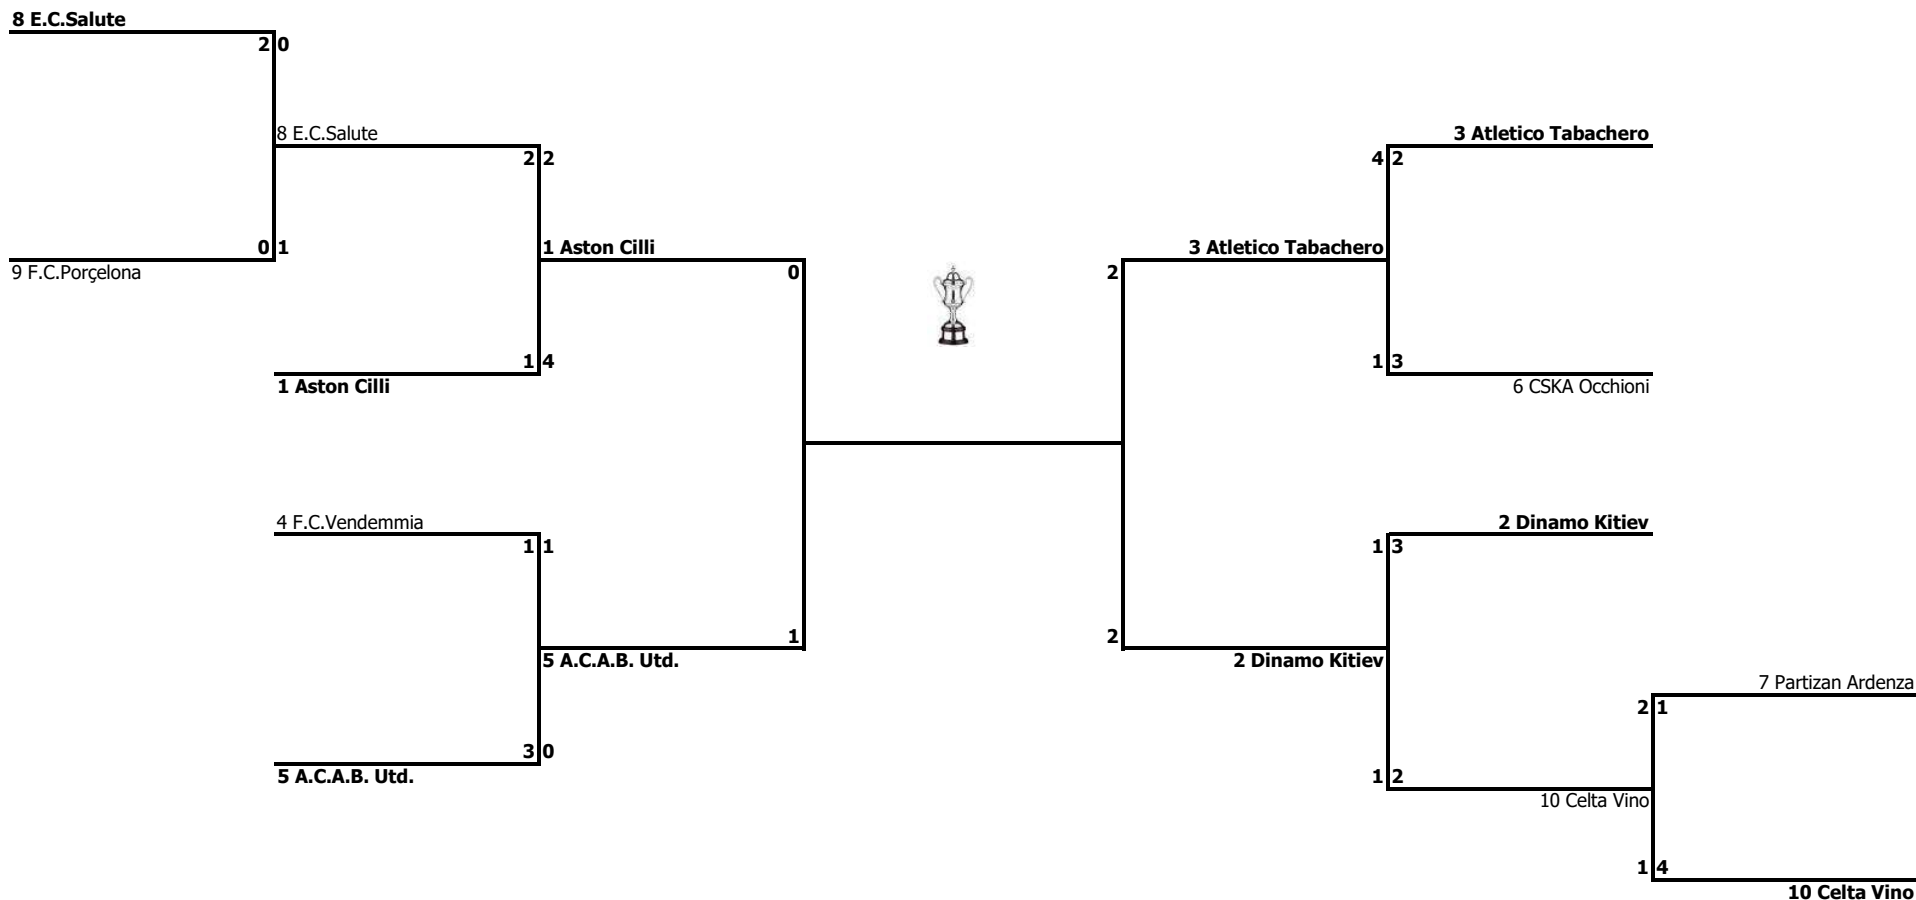 8 E.C.Salute
2 0
8 E.C.Salute
3 Atletico Tabachero
2 2
4 2
0 1
1 Aston Cilli
3 Atletico Tabachero
9 F.C.Porçelona
0
2
1 4
1 3
1 Aston Cilli
6 CSKA Occhioni
4 F.C.Vendemmia
2 Dinamo Kitiev
1 1
1 3
1
2
5 A.C.A.B. Utd.
2 Dinamo Kitiev
7 Partizan Ardenza
2 1
3 0
5 A.C.A.B. Utd.
1 2
10 Celta Vino
1 4
10 Celta Vino